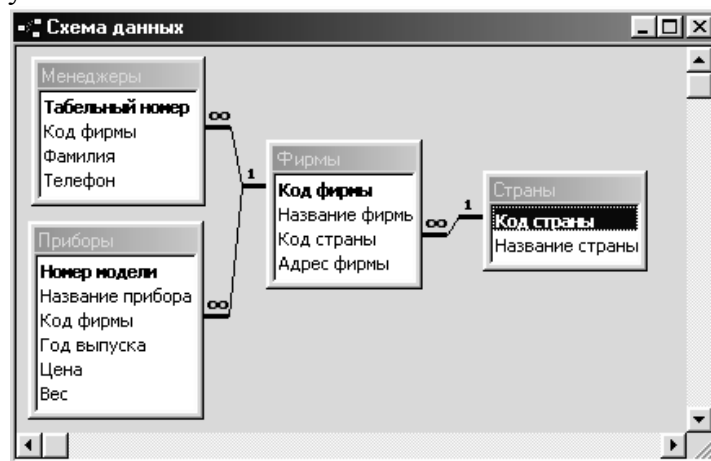 Схема данных
Менеджеры
Табельный номер
Код фирмы
Фамилия
Телефон
∞
1
Фирмы
Код фирмы
Название фирмь
Код страны
Адрес фирмы
∞
1
Страны
Код страны
Название страны
Приборы
Номер модели
Название прибора
Код фирмы
Год выпуска
Цена
Вес
∞